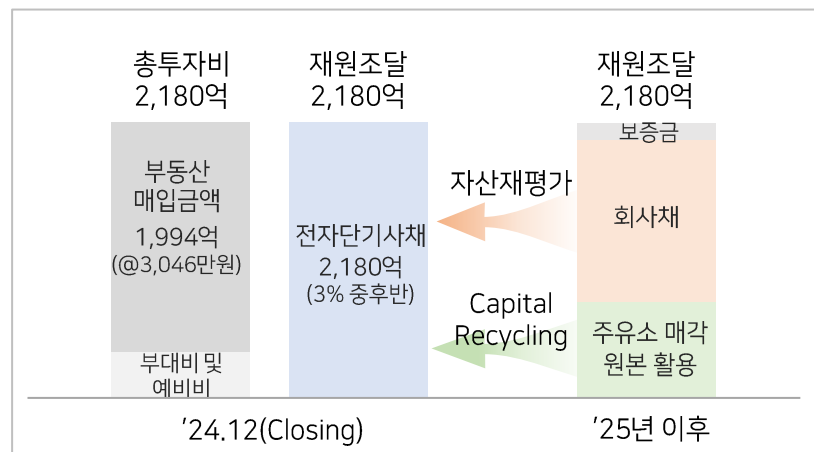 총투자비
2,180억
재원조달
2,180억
재원조달
2,180억
부동산
매입금액
1,994억
(@3,046만원)
부대비 및
예비비
전자단기사채
2,180억
(3% 중후반)
자산재평가
Capital
Recycling
보증금
회사채
주유소 매각
원본 활용
’24.12(Closing)
’25년 이후